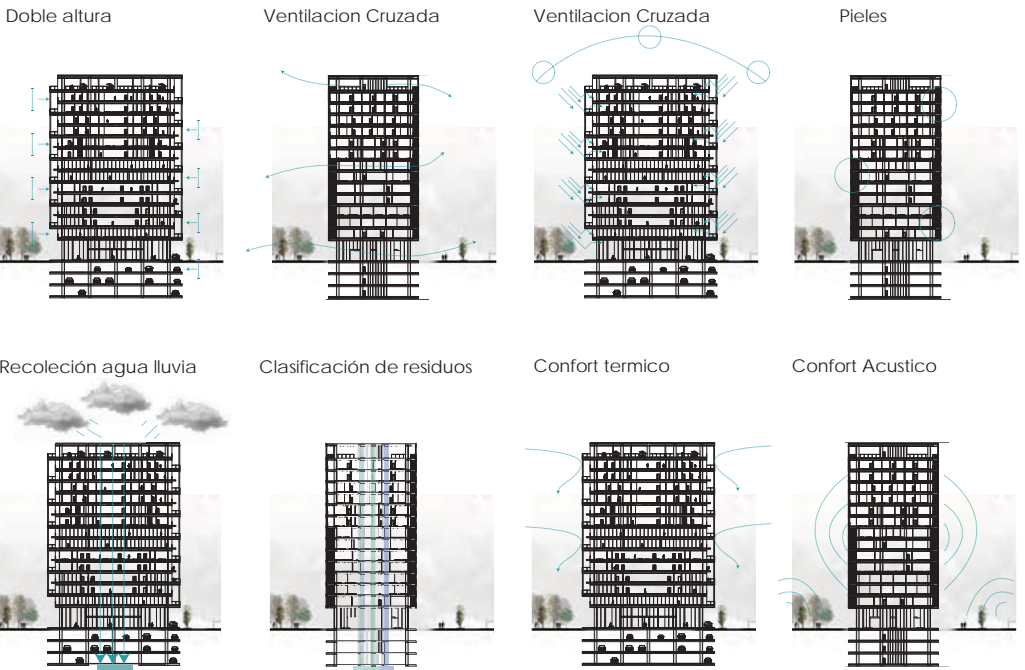 Doble altura
Ventilacion Cruzada
Ventilacion Cruzada
Pieles
Recoleción agua lluvia
Clasificación de residuos
Confort termico
Confort Acustico